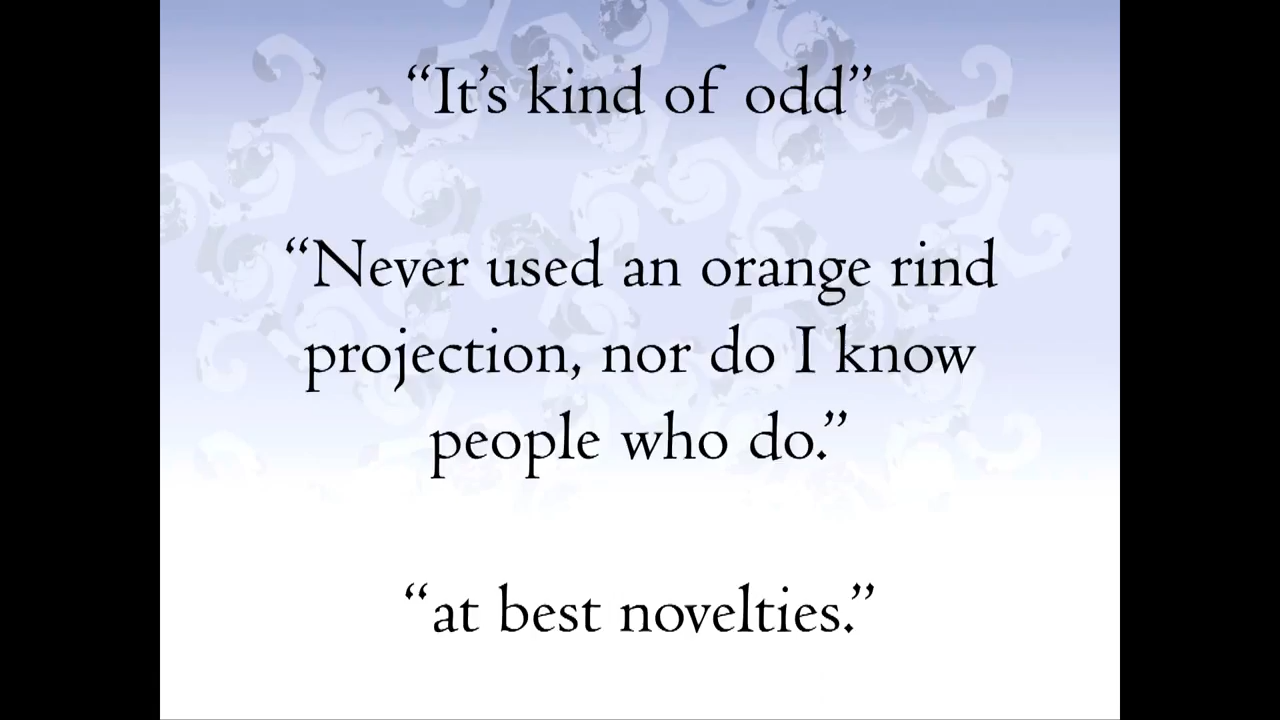 “It’s kind of odd”
“Never used an orange rind
projection, nor do I know
people who do.”
“at best novelties.”